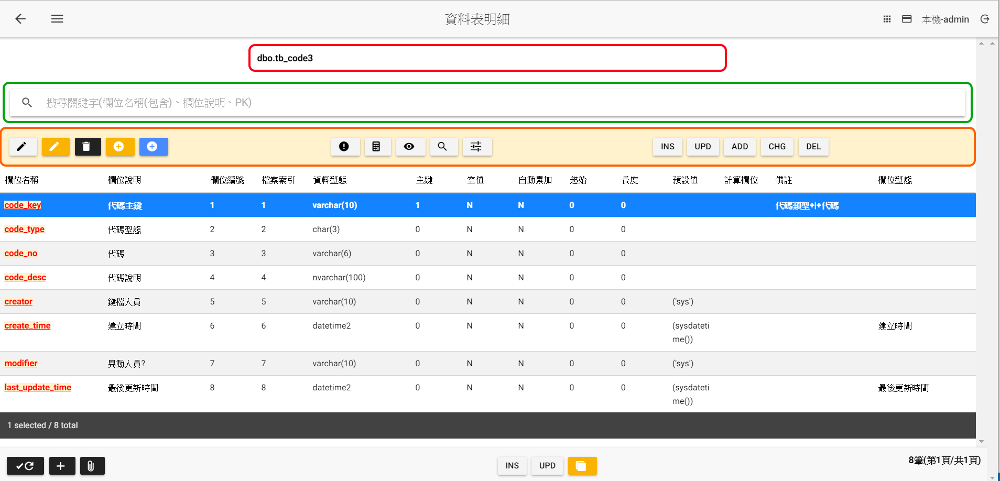 資料表明細
本機-admin
dbo.tb_code3
搜尋關鍵字(欄位名稱(包含)、欄位說明、PK)
INS UPD ADD CHG DEL
欄位名稱 欄位說明 欄位編號 檔案索引 資料型態 主鍵 空值 自動累加 起始 長度 預設值 計算欄位 備註 欄位型態
code_key 代碼主鍵 1 1 varchar(10) 1 N N 0 0 代碼類型+|+代碼
code_type 代碼型態 2 2 char(3) 0 N N 0 0
code_no 代碼 3 3 varchar(6) 0 N N 0 0
code_desc 代碼說明 4 4 nvarchar(100) 0 N N 0 0
creator 鍵檔人員 5 5 varchar(10) 0 N N 0 0 ('sys')
create_time 建立時間 6 6 datetime2 0 N N 0 0 (sysdateti 建立時間
me())
modifier 異動人員? 7 7 varchar(10) 0 N N 0 0 ('sys')
last_update_time 最後更新時間 8 8 datetime2 0 N N 0 0 (sysdateti 最後更新時間
me())
1 selected / 8 total
INS UPD
8筆(第1頁/共1頁)